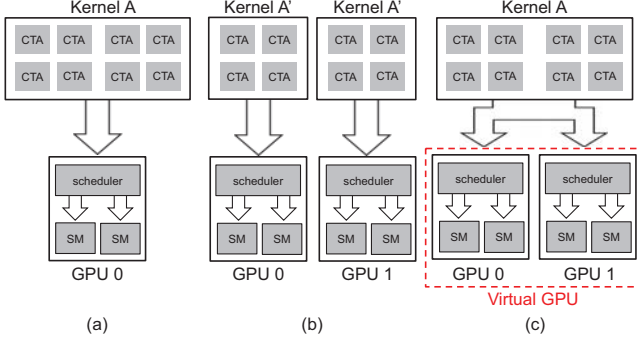 Kernel A
CTA CTA CTA CTA
CTA CTA CTA CTA
scheduler
SM SM
GPU 0
(a)
Kernel A' Kernel A'
CTA CTA CTA CTA
CTA CTA CTA CTA
scheduler scheduler
SM SM SM SM
GPU 0 GPU 1
(b)
Kernel A
CTA CTA CTA CTA
CTA CTA CTA CTA
scheduler scheduler
SM SM SM SM
GPU 0 GPU 1
Virtual GPU
(c)